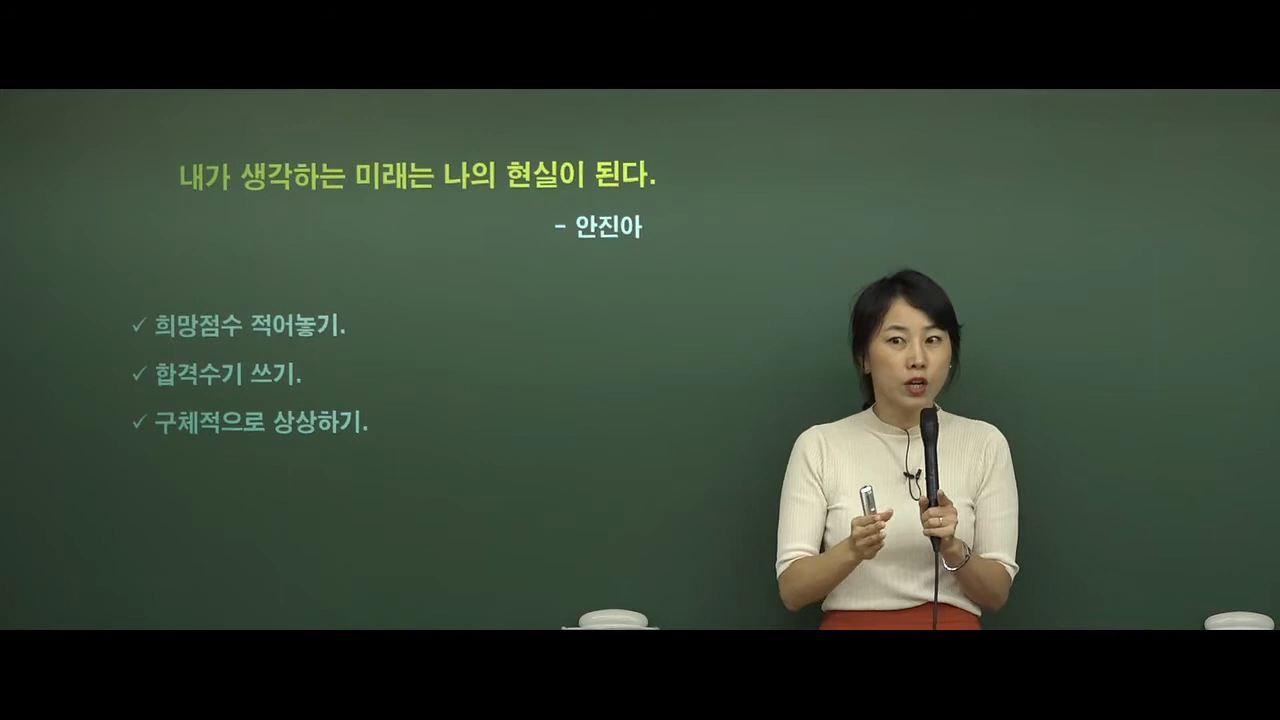 내가 생각하는 미래는 나의 현실이 된다.
- 안진아
✓ 희망점수 적어놓기.
✓ 합격수기 쓰기.
✓ 구체적으로 상상하기.